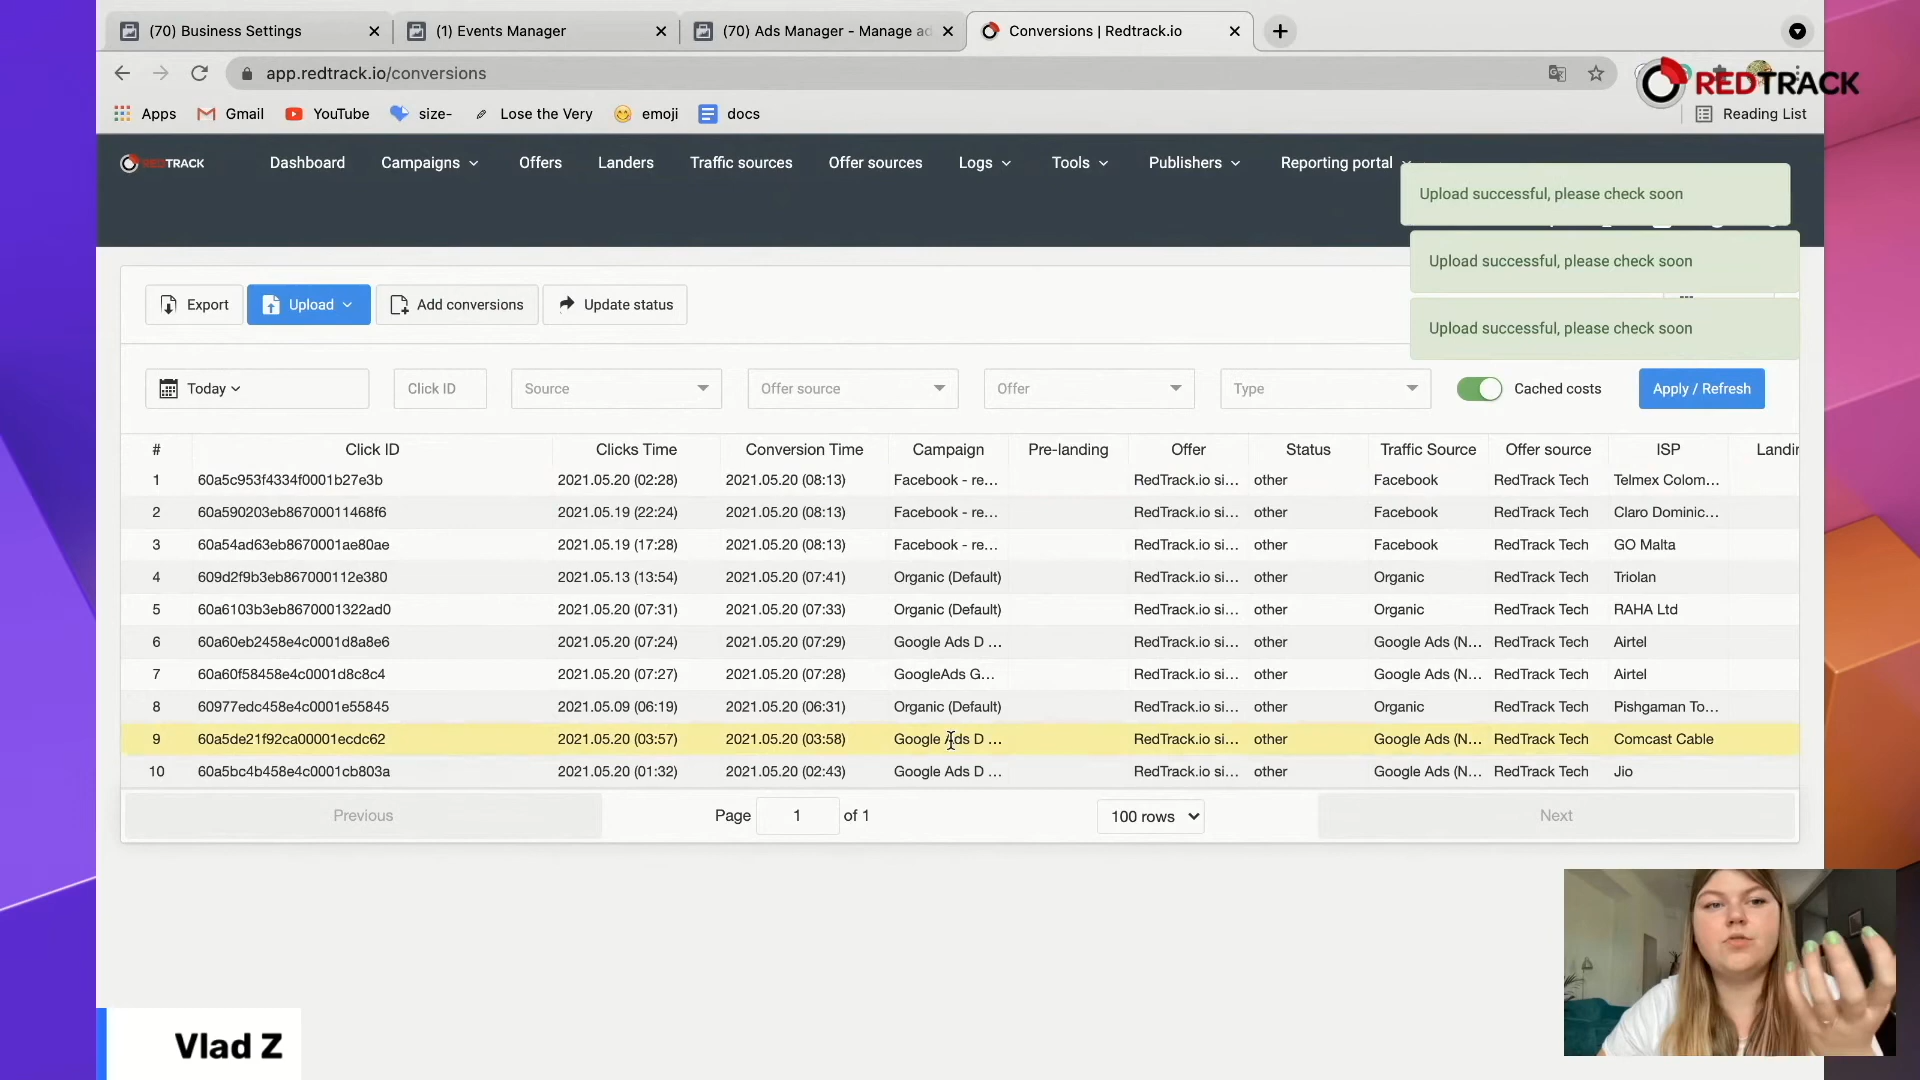 (70) Business Settings
(1) Events Manager
(70) Ads Manager - Manage ad
Conversions | Redtrack.io
app.redtrack.io/conversions
REDTRACK
Apps
Gmail
YouTube
size-
Lose the Very
emoji
docs
Reading List
REDTRACK
Dashboard
Campaigns
Offers
Landers
Traffic sources
Offer sources
Logs
Tools
Publishers
Reporting portal
Upload successful, please check soon
Upload successful, please check soon
Upload successful, please check soon
Export
Upload
Add conversions
Update status
Today
Click ID
Source
Offer source
Offer
Type
Cached costs
Apply / Refresh
# Click ID Clicks Time Conversion Time Campaign Pre-landing Offer Status Traffic Source Offer source ISP Landin
1 60a5c953f4334f0001b27e3b 2021.05.20 (02:28) 2021.05.20 (08:13) Facebook - re... RedTrack.io si... other Facebook RedTrack Tech Telmex Colom...
2 60a590203eb86700011468f6 2021.05.19 (22:24) 2021.05.20 (08:13) Facebook - re... RedTrack.io si... other Facebook RedTrack Tech Claro Dominic...
3 60a54ad63eb8670001ae80ae 2021.05.19 (17:28) 2021.05.20 (08:13) Facebook - re... RedTrack.io si... other Facebook RedTrack Tech GO Malta
4 609d2f9b3eb867000112e380 2021.05.13 (13:54) 2021.05.20 (07:41) Organic (Default) RedTrack.io si... other Organic RedTrack Tech Triolan
5 60a6103b3eb8670001322ad0 2021.05.20 (07:31) 2021.05.20 (07:33) Organic (Default) RedTrack.io si... other Organic RedTrack Tech RAHA Ltd
6 60a60eb2458e4c0001d8a8e6 2021.05.20 (07:24) 2021.05.20 (07:29) Google Ads D ... RedTrack.io si... other Google Ads (N... RedTrack Tech Airtel
7 60a60f58458e4c0001d8c8c4 2021.05.20 (07:27) 2021.05.20 (07:28) GoogleAds G... RedTrack.io si... other Google Ads (N... RedTrack Tech Airtel
8 60977edc458e4c0001e55845 2021.05.09 (06:19) 2021.05.20 (06:31) Organic (Default) RedTrack.io si... other Organic RedTrack Tech Pishgaman To...
9 60a5de21f92ca00001ecdc62 2021.05.20 (03:57) 2021.05.20 (03:58) Google Ads D ... RedTrack.io si... other Google Ads (N... RedTrack Tech Comcast Cable
10 60a5bc4b458e4c0001cb803a 2021.05.20 (01:32) 2021.05.20 (02:43) Google Ads D ... RedTrack.io si... other Google Ads (N... RedTrack Tech Jio
Previous
Page 1 of 1
100 rows
Next
Vlad Z